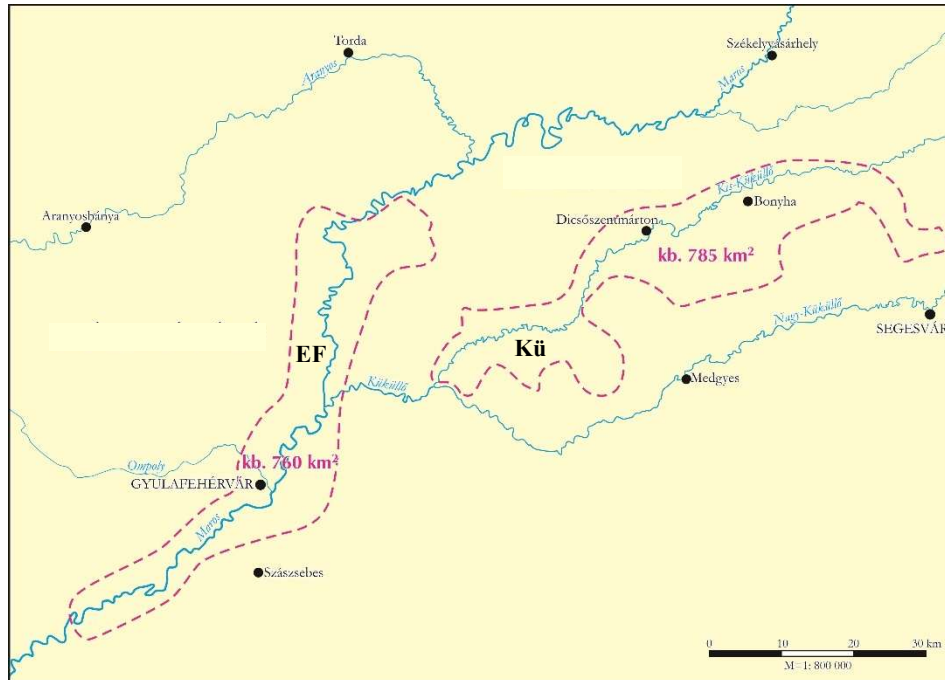 Torda
Székelyvásárhely
Aranyos
Maros
Aranyosbánya
Kis-Küküllő
Bonyha
Dicsőszentmárton
kb. 785 km²
Nagy-Küküllő
SEGESVÁR
EF
Kü
Medgyes
Küküllő
kb. 760 km²
Ompoly
GYULAFEHÉRVÁR
Maros
Szászsebes
0 10 20 30 km
M=1: 800 000